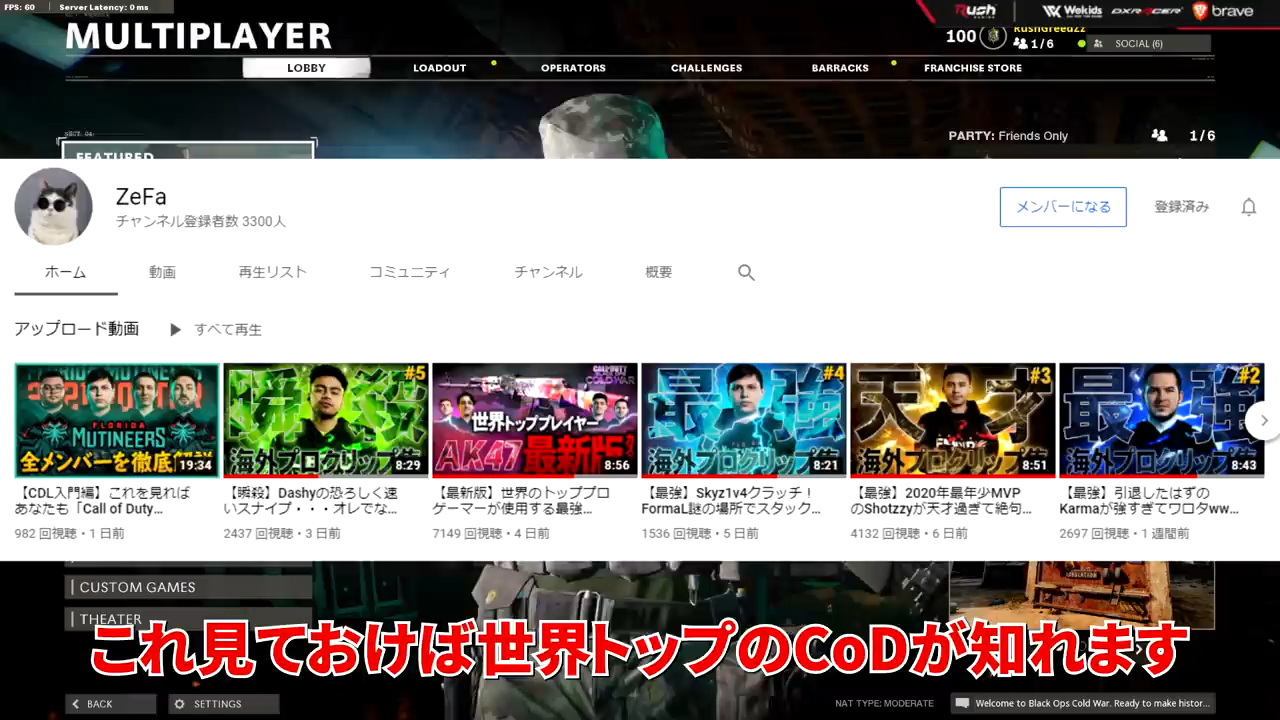 FPS: 60 Server Latency: 0 ms
Rush GAMING Wekids DXRACER brave
MULTIPLAYER
100 RushGreedzz
1/6 SOCIAL (6)
LOBBY LOADOUT OPERATORS CHALLENGES BARRACKS FRANCHISE STORE
PARTY: Friends Only 1/6
FEATURED
ZeFa
チャンネル登録者数 3300人
メンバーになる 登録済み
ホーム 動画 再生リスト コミュニティ チャンネル 概要
アップロード動画 すべて再生
FLORIDA MUTINEERS
全メンバーを徹底解説
19:34
#5
瞬殺
海外プロクリップ集
8:29
CALL OF DUTY COLD WAR
世界トッププレイヤー
AK47 最新版
8:56
#4
最強
海外プロクリップ集
8:21
#3
天才
海外プロクリップ集
8:51
#2
最強
海外プロクリップ集
8:43
【CDL入門編】これを見れば
あなたも「Call of Duty...
982 回視聴・1 日前
【瞬殺】Dashyの恐ろしく速
いスナイプ・・・オレでな...
2437 回視聴・3 日前
【最新版】世界のトッププロ
ゲーマーが使用する最強...
7149 回視聴・4 日前
【最強】Skyz1v4クラッチ！
FormaL謎の場所でスタック...
1536 回視聴・5 日前
【最強】2020年最年少MVP
のShotzzyが天才過ぎて絶句...
4132 回視聴・6 日前
【最強】引退したはずの
Karmaが強すぎてワロタww...
2697 回視聴・1 週間前
CUSTOM GAMES
THEATER
これ見ておけば世界トップのCoDが知れます
BACK SETTINGS NAT TYPE: MODERATE Welcome to Black Ops Cold War. Ready to make histor...